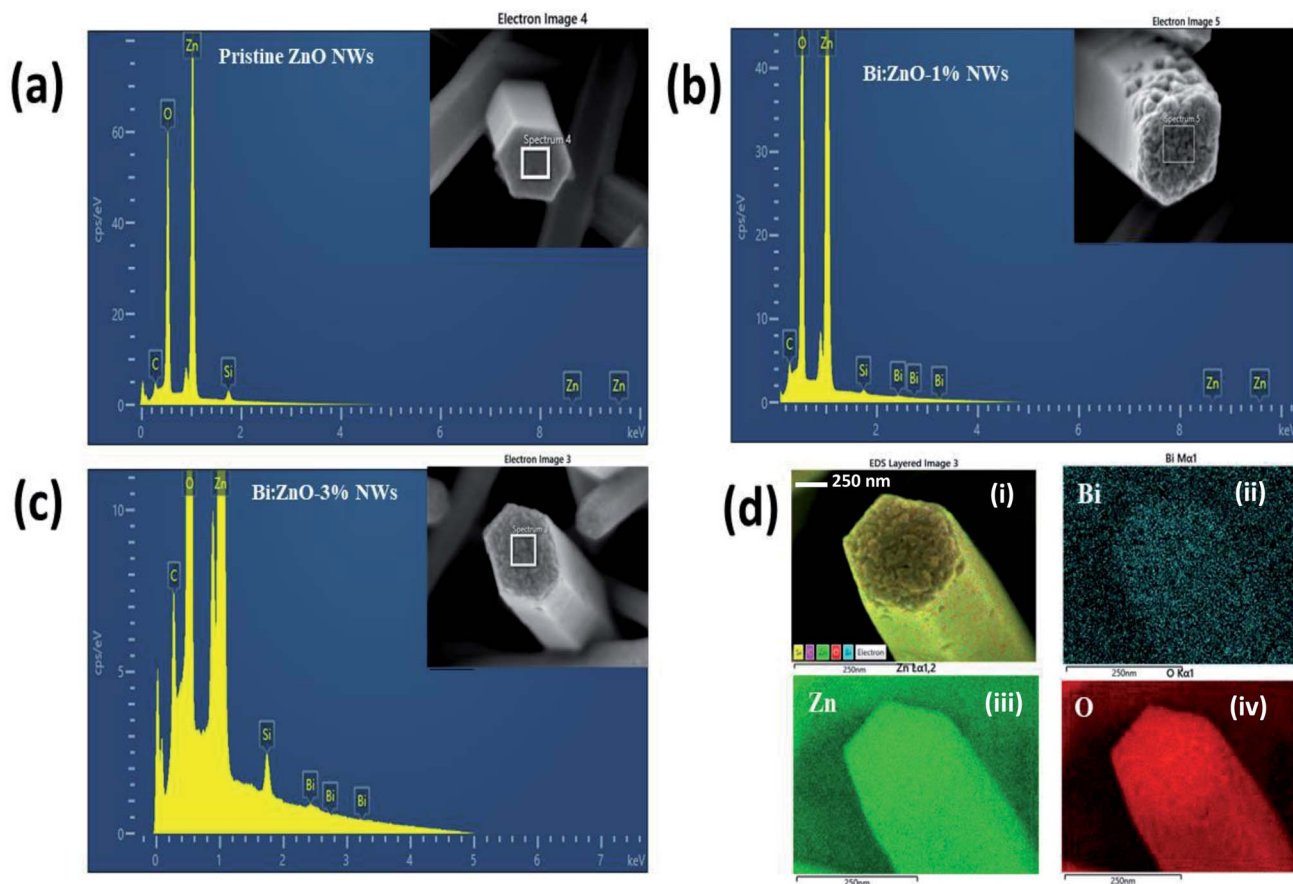 (a)
Electron Image 4
Pristine ZnO NWs
Spectrum 4
Zn
O
C
Si
Zn
Zn
cps/eV
60
40
20
0
0
2
4
6
8
keV
(b)
Electron Image 5
Bi:ZnO-1% NWs
Spectrum 5
O
Zn
C
Si
Bi
Bi
Bi
Zn
Zn
cps/eV
40
30
20
10
0
2
4
6
8
keV
(c)
Electron Image 3
Bi:ZnO-3% NWs
Spectrum
O
Zn
C
Si
Bi
Bi
Bi
cps/eV
10
5
0
0
1
2
3
4
5
6
7
keV
(d)
EDS Layered Image 3
250 nm
(i)
Electron
250nm
Bi Mα1
Bi
(ii)
250nm
Zn Lα1,2
Zn
(iii)
250nm
O Kα1
O
(iv)
250nm